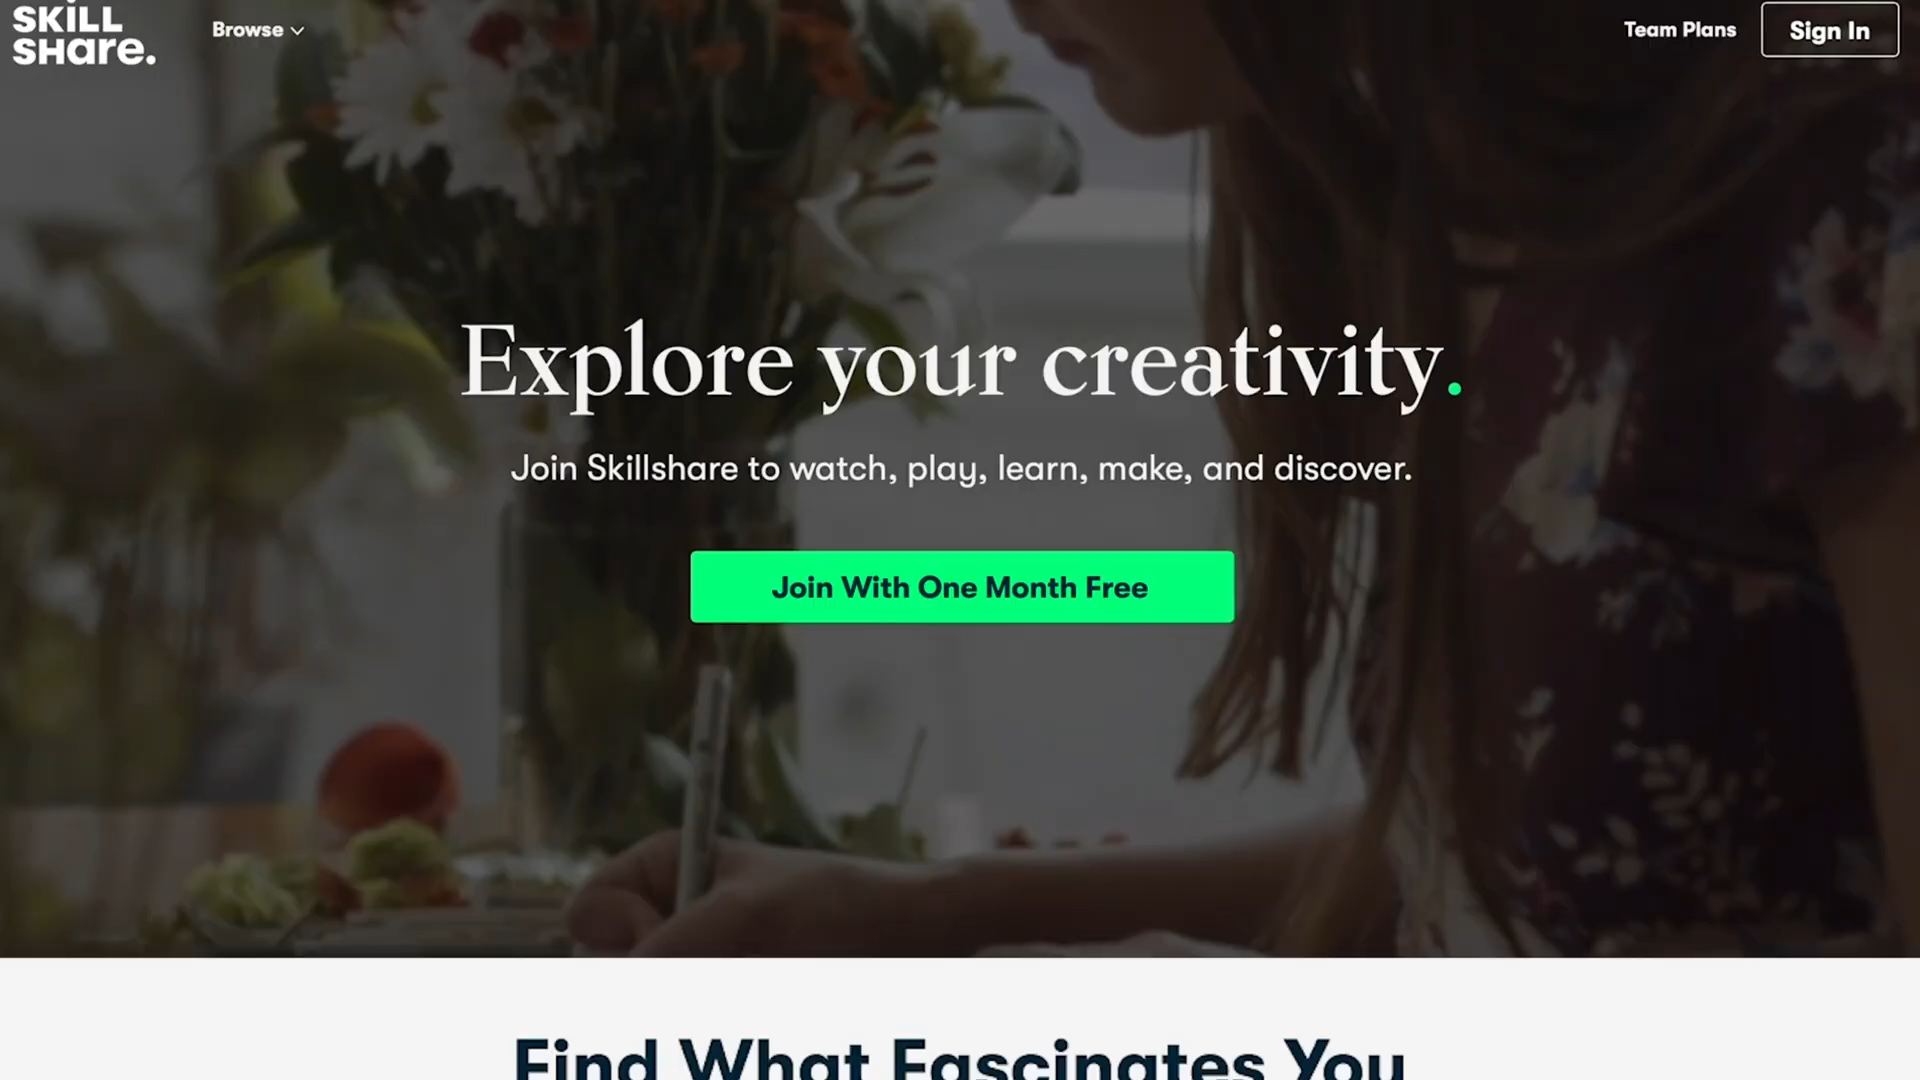 SKILL
SHare.
Browse
Team Plans
Sign In
Explore your creativity.
Join Skillshare to watch, play, learn, make, and discover.
Join With One Month Free
Find What Fascinates You